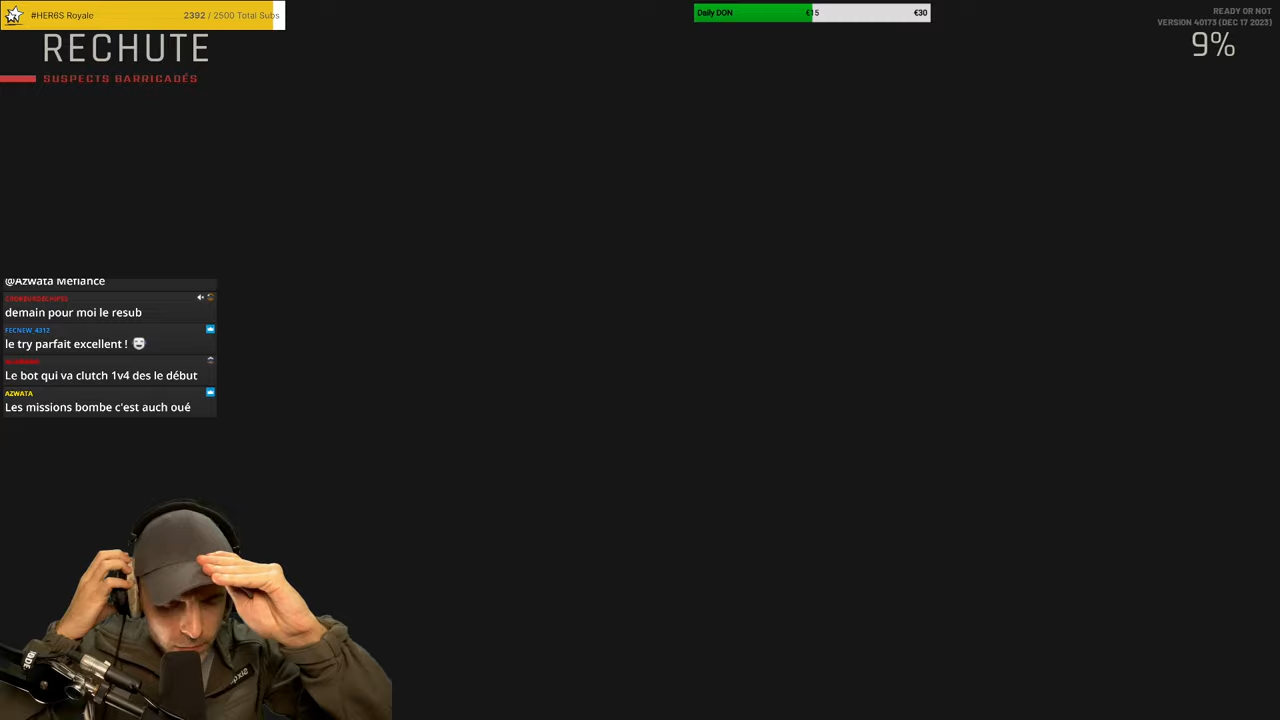 #HER6S Royale 2392 / 2500 Total Subs
Daily DON €15 €30
READY OR NOT
VERSION 40173 (DEC 17 2023)
RECHUTE
9%
SUSPECTS BARRICADÉS
@Azwata Mefiance
demain pour moi le resub
FECNEW_4312
le try parfait excellent !
Le bot qui va clutch 1v4 des le début
AZWATA
Les missions bombe c'est auch oué